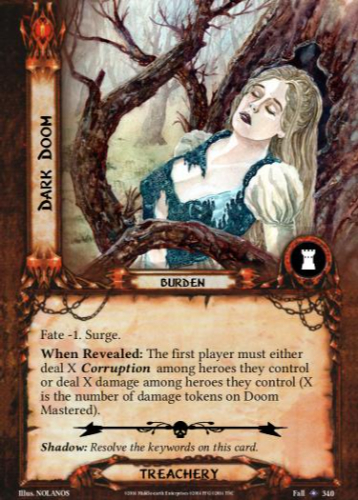 DARK DOOM
BURDEN
Fate -1. Surge.
When Revealed: The first player must either
deal X Corruption among heroes they control
or deal X damage among heroes they control (X
is the number of damage tokens on Doom
Mastered).
Shadow: Resolve the keywords on this card.
Illus. NOLANOS
Fall
340
TREACHERY